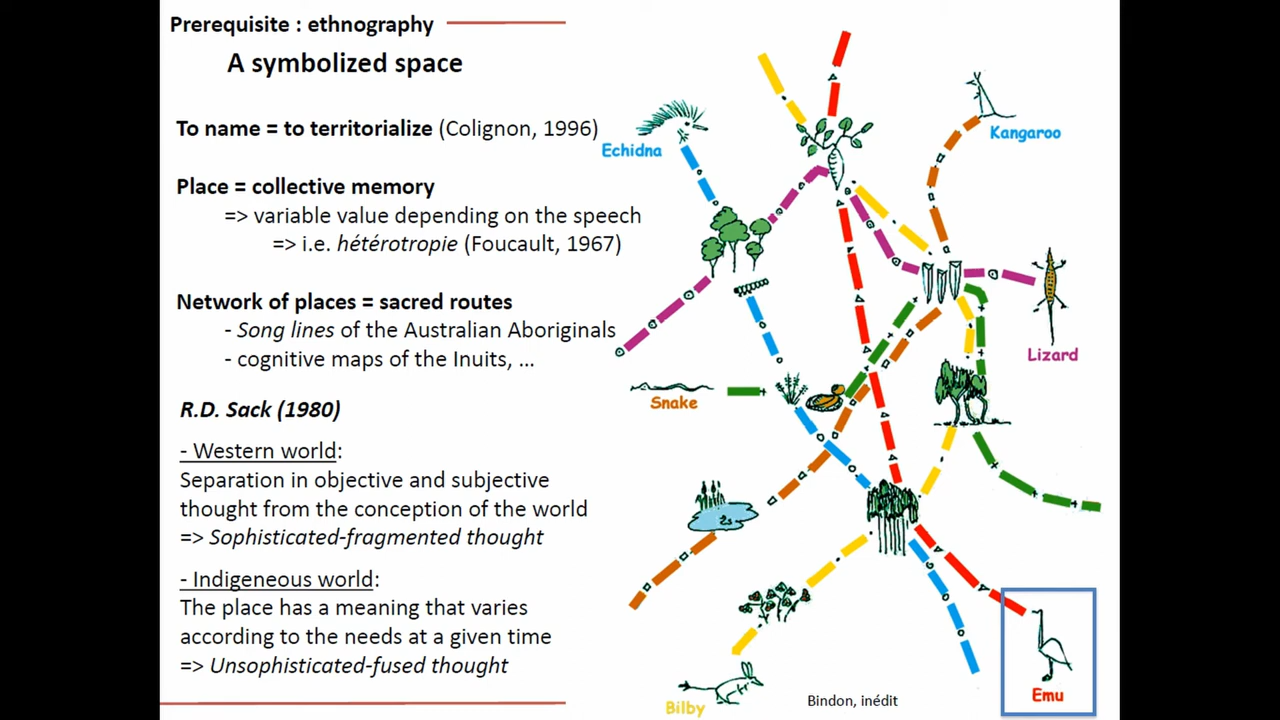 Prerequisite : ethnography
A symbolized space
To name = to territorialize (Colignon, 1996)
Place = collective memory
=> variable value depending on the speech
=> i.e. hétérotropie (Foucault, 1967)
Network of places = sacred routes
- Song lines of the Australian Aboriginals
- cognitive maps of the Inuits, ...
R.D. Sack (1980)
- Western world:
Separation in objective and subjective
thought from the conception of the world
=> Sophisticated-fragmented thought
- Indigeneous world:
The place has a meaning that varies
according to the needs at a given time
=> Unsophisticated-fused thought
Echidna
Kangaroo
Lizard
Snake
Bilby
Emu
Bindon, inédit